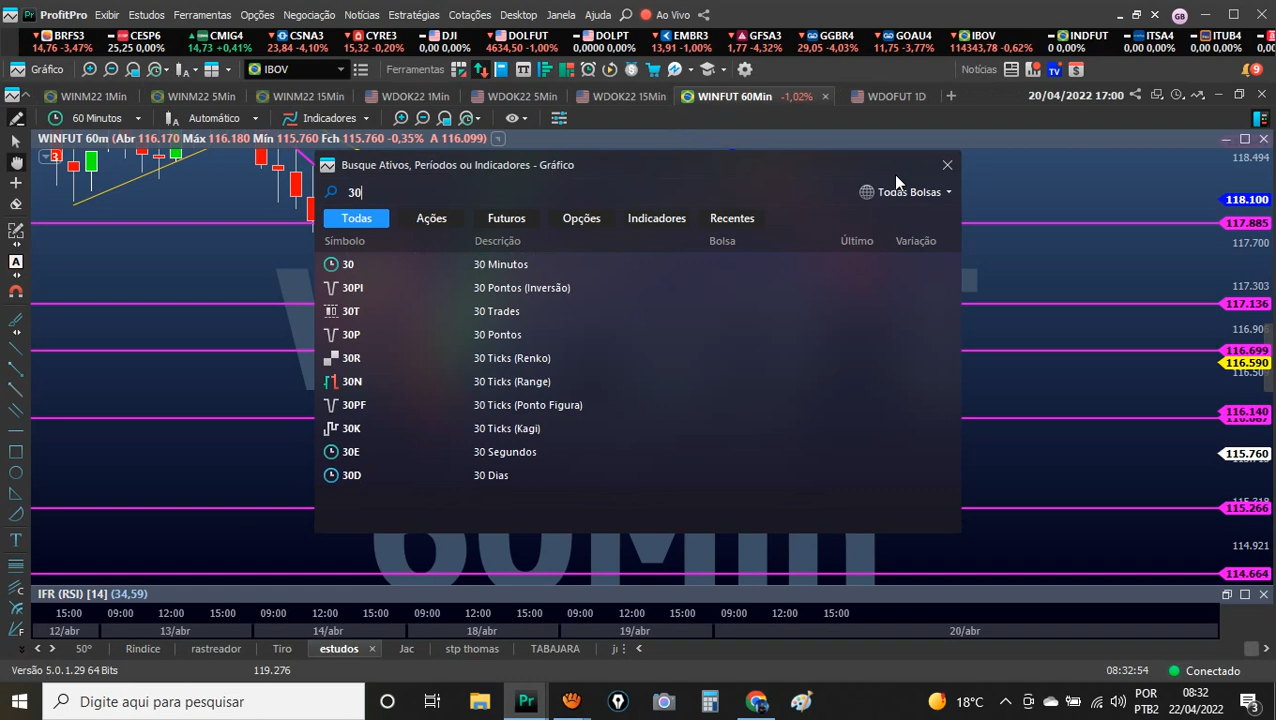 ProfitPro Exibir Estudos Ferramentas Opções Negociação Notícias Estratégias Cotações Desktop Janela Ajuda Ao Vivo GB
BRFS3 CESP6 CMIG4 CSNA3 CYRE3 DJI DOLFUT DOLPT EMBR3 GFSA3 GGBR4 GOAU4 IBOV INDFUT ITSA4 ITUB4
14,76 -3,47% 25,25 0,00% 14,73 +0,41% 23,84 -4,10% 15,32 -0,20% 0,00 0,00% 4634,50 -1,00% 0,0000 0,00% 13,91 -1,00% 1,77 -4,32% 29,05 -4,03% 11,75 -3,77% 114343,78 -0,62% 0 0,00% 0,00 0,00% 0,00 0,00%
Gráfico IBOV Ferramentas Notícias TV 9
WINM22 1Min WINM22 5Min WINM22 15Min WDOK22 1Min WDOK22 5Min WDOK22 15Min WINFUT 60Min -1,02% WDOFUT 1D 20/04/2022 17:00
60 Minutos Automático Indicadores
WINFUT 60m (Abr 116.170 Máx 116.180 Mín 115.760 Fch 115.760 -0,35% A 116.099)
Busque Ativos, Períodos ou Indicadores - Gráfico
30 Todas Bolsas
Todas Ações Futuros Opções Indicadores Recentes
Símbolo Descrição Bolsa Último Variação
30 30 Minutos
30PI 30 Pontos (Inversão)
30T 30 Trades
30P 30 Pontos
30R 30 Ticks (Renko)
30N 30 Ticks (Range)
30PF 30 Ticks (Ponto Figura)
30K 30 Ticks (Kagi)
30E 30 Segundos
30D 30 Dias
118.494
118.100
117.885
117.700
117.303
117.136
116.906
116.699
116.590
116.140
115.760
115.266
114.921
114.664
60Min
IFR (RSI) [14] (34,59)
15:00 09:00 12:00 15:00 09:00 12:00 15:00 09:00 12:00 15:00 09:00 12:00 15:00 09:00 12:00 15:00
12/abr 13/abr 14/abr 18/abr 19/abr 20/abr
50º Rindice rastreador Tiro estudos Jac stp thomas TABAJARA
Versão 5.0.1.29 64 Bits 119.276 08:32:54 Conectado
Digite aqui para pesquisar Pr 18°C POR PTB2 08:32 22/04/2022 3